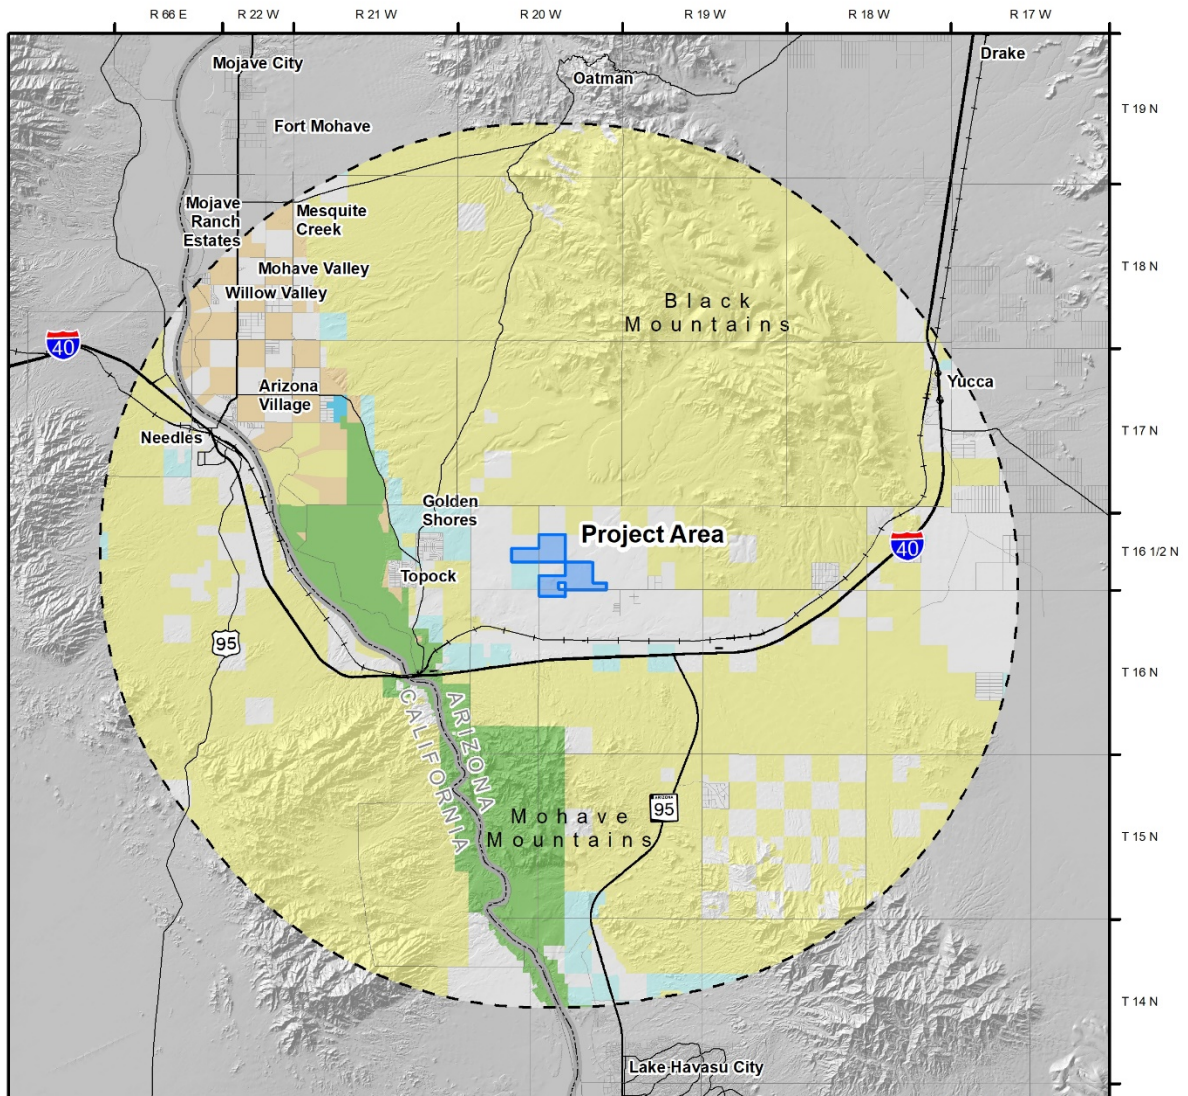 R 66 E
R 22 W
R 21 W
R 20 W
R 19 W
R 18 W
R 17 W
Mojave City
Oatman
Drake
T 19 N
Fort Mohave
Mojave
Ranch
Estates
Mesquite
Creek
Mohave Valley
T 18 N
Willow Valley
Black
Mountains
40
Yucca
Arizona
Village
Needles
T 17 N
Golden
Shores
Project Area
40
T 16 1/2 N
Topock
95
T 16 N
ARIZONA
CALIFORNIA
ARIZONA
95
Mohave
Mountains
T 15 N
T 14 N
Lake Havasu City